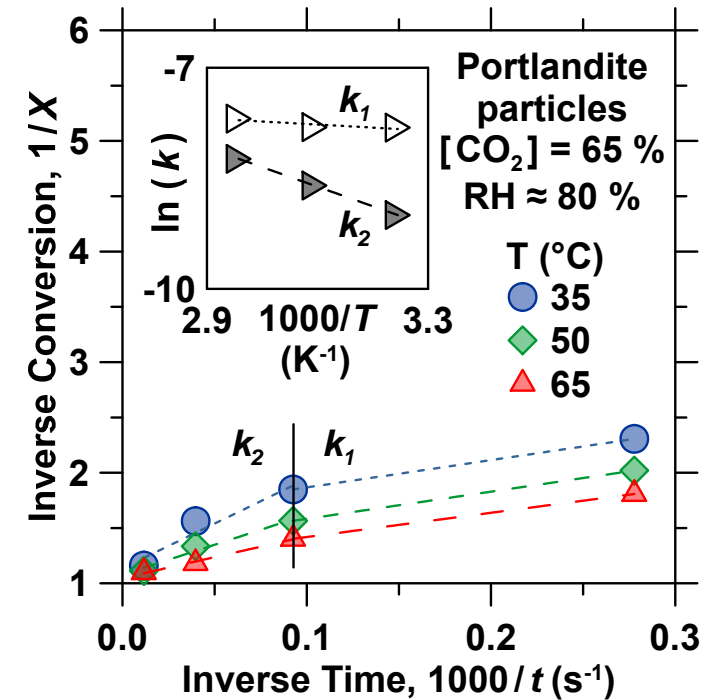 6
5
4
3
2
1
Inverse Conversion, 1/X
0.0 0.1 0.2 0.3
Inverse Time, 1000/t (s⁻¹)
-7
-10
ln (k)
2.9 1000/T 3.3
(K⁻¹)
k₁
k₂
Portlandite
particles
[CO₂] = 65 %
RH ≈ 80 %
T (°C)
35
50
65
k₂ k₁